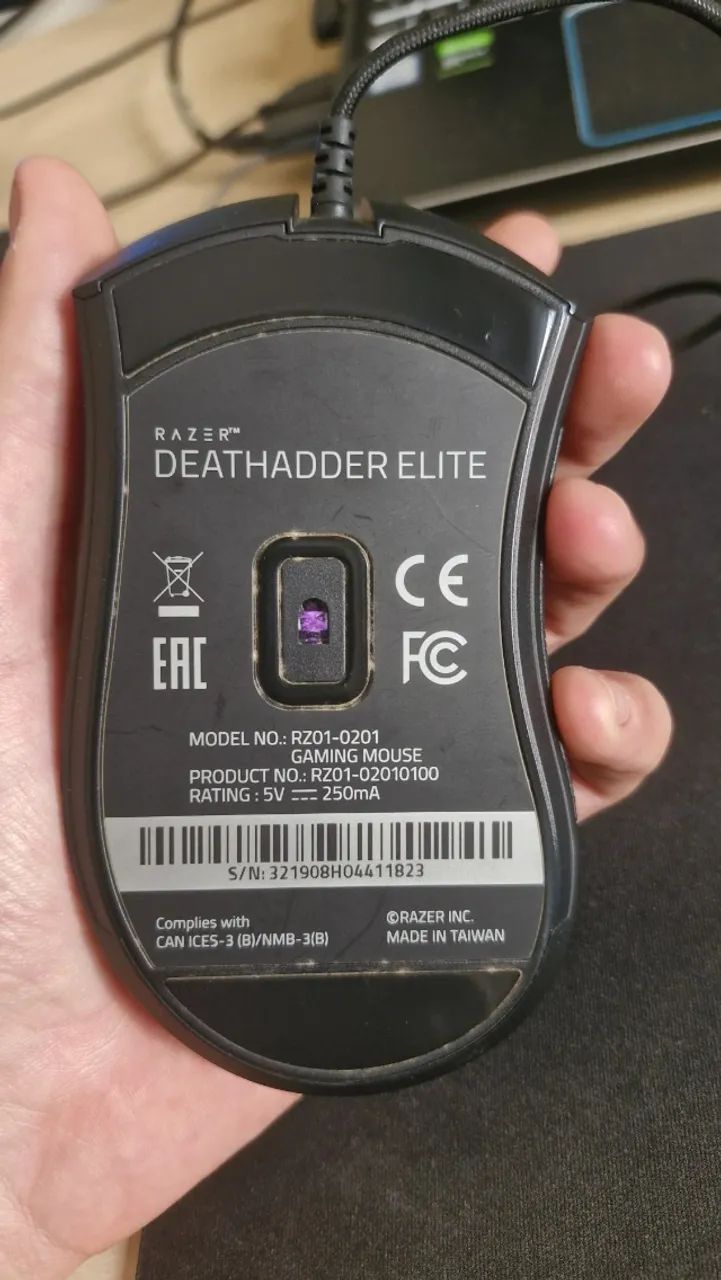 RAZER™
DEATHADDER ELITE
CE
EAC
FC
MODEL NO.: RZ01-0201
GAMING MOUSE
PRODUCT NO.: RZ01-02010100
RATING : 5V ⎓ 250mA
S/N: 321908H04411823
Complies with
CAN ICES-3 (B)/NMB-3(B)
©RAZER INC.
MADE IN TAIWAN